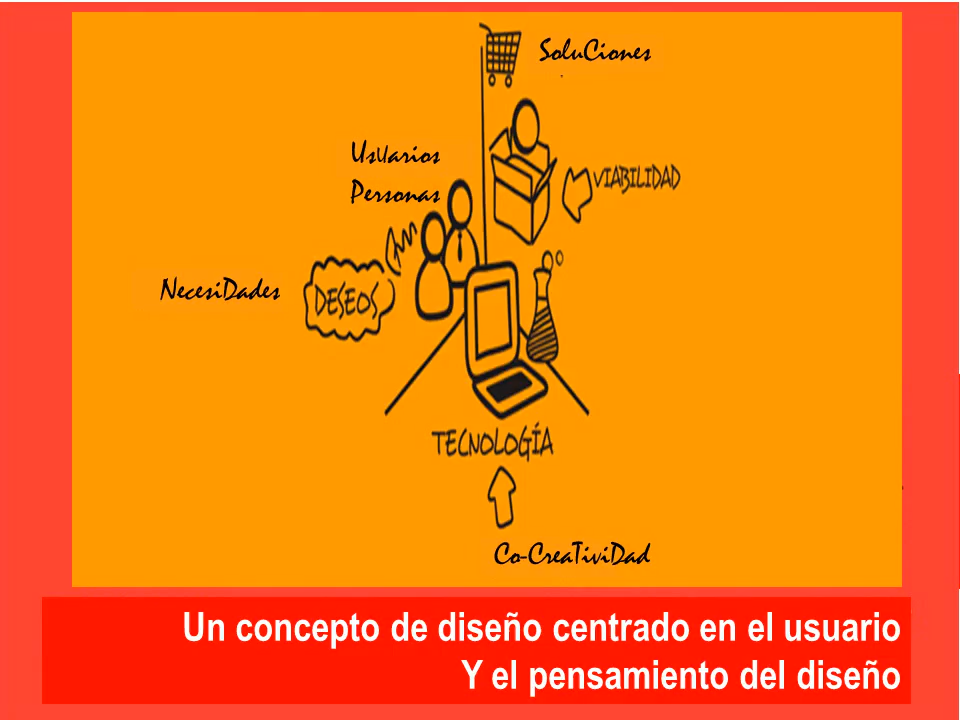 SoluCiones
UsUarios
Personas
VIABILIDAD
NecesiDades
DESEOS
TECNOLOGÍA
Co-CreaTiviDad
Un concepto de diseño centrado en el usuario
Y el pensamiento del diseño